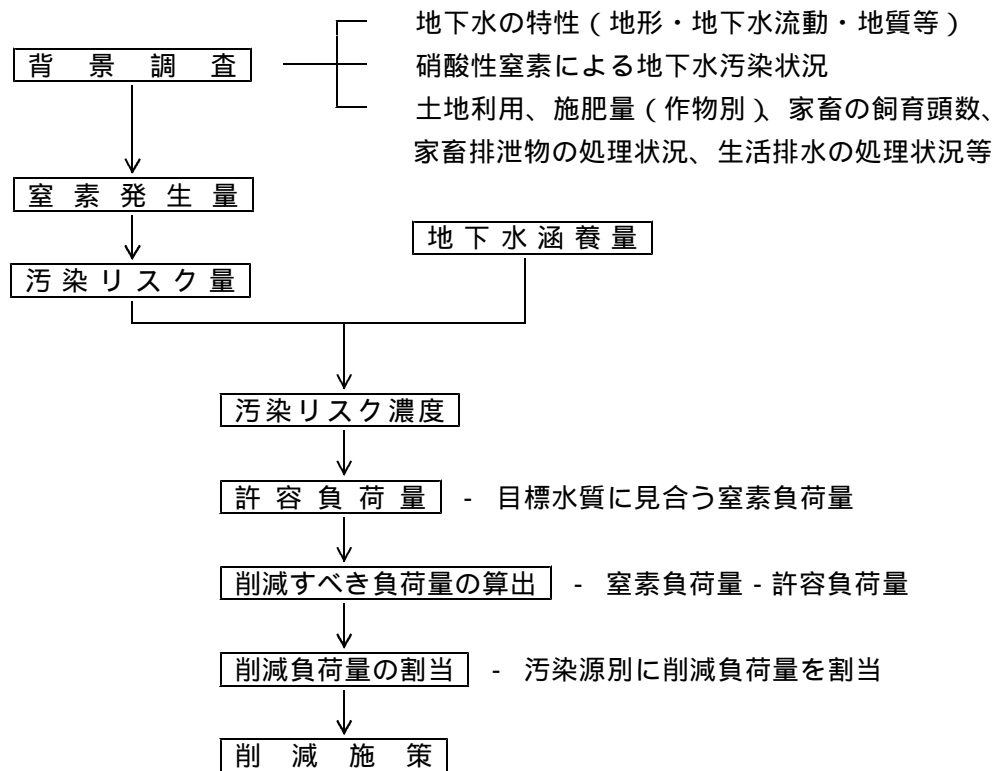 地下水の特性(地形・地下水流動・地質等)
背景調査
硝酸性窒素による地下水汚染状況
土地利用、施肥量(作物別)、家畜の飼育頭数、
家畜排泄物の処理状況、生活排水の処理状況等
窒素発生量
地下水涵養量
汚染リスク量
汚染リスク濃度
許容負荷量 - 目標水質に見合う窒素負荷量
削減すべき負荷量の算出 - 窒素負荷量 - 許容負荷量
削減負荷量の割当 - 汚染源別に削減負荷量を割当
削減施策